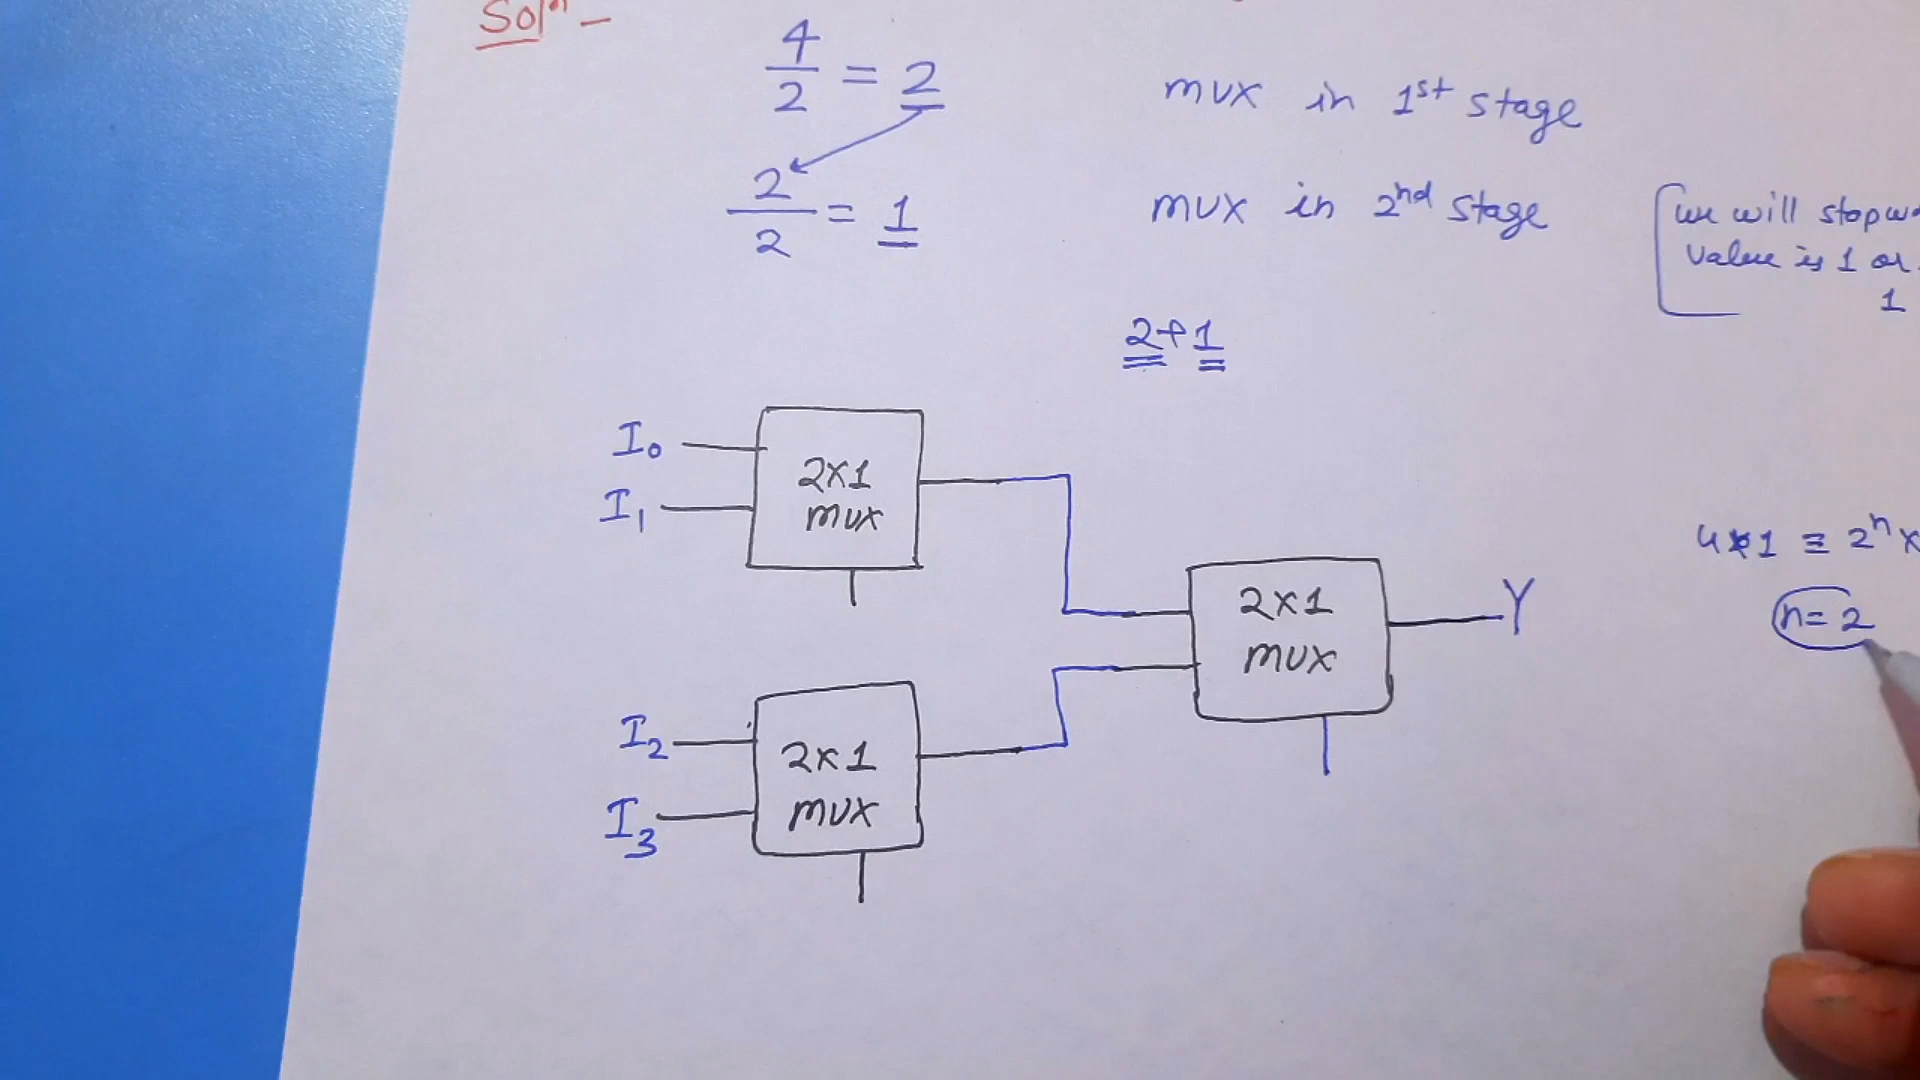 Solⁿ -
4/2 = 2 mux in 1st stage
2/2 = 1 mux in 2nd stage
we will stop
value is 1 or
1
2+1
I₀
I₁
2x1
mux
I₂
I₃
2x1
mux
2x1
mux
Y
4x1 ≡ 2ⁿ x
n = 2